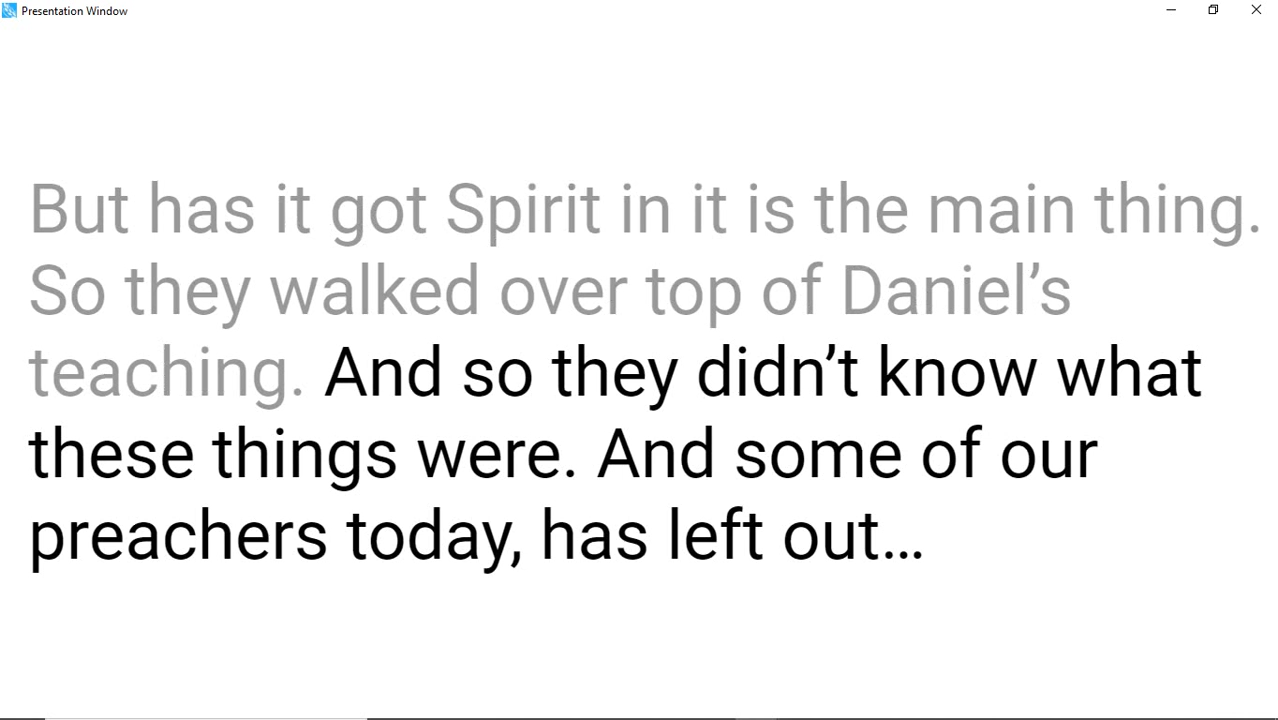 Presentation Window
But has it got Spirit in it is the main thing.
So they walked over top of Daniel’s
teaching. And so they didn’t know what
these things were. And some of our
preachers today, has left out…